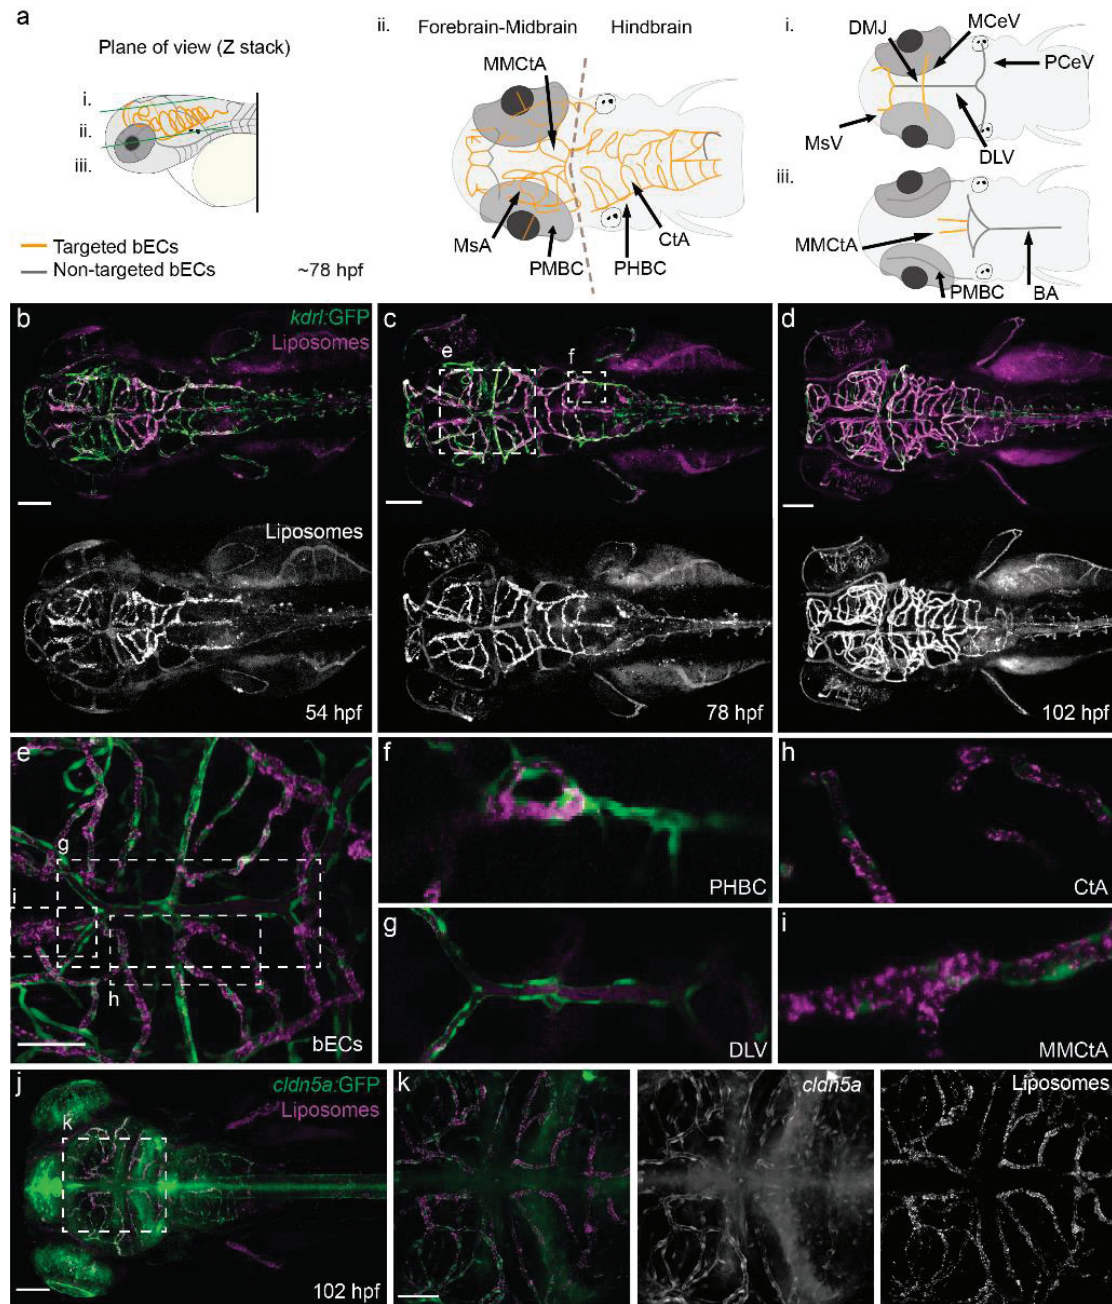 a
Plane of view (Z stack)
i.
ii.
iii.
Targeted bECs
Non-targeted bECs
~78 hpf
ii.
Forebrain-Midbrain
Hindbrain
MMCtA
MsA
PMBC
PHBC
CtA
i.
DMJ
MCeV
PCeV
MsV
DLV
iii.
MMCtA
PMBC
BA
b
kdrl:GFP
Liposomes
Liposomes
54 hpf
c
e
f
78 hpf
d
102 hpf
e
g
i
h
bECs
f
PHBC
h
CtA
g
DLV
i
MMCtA
j
cldn5a:GFP
Liposomes
k
102 hpf
k
cldn5a
Liposomes